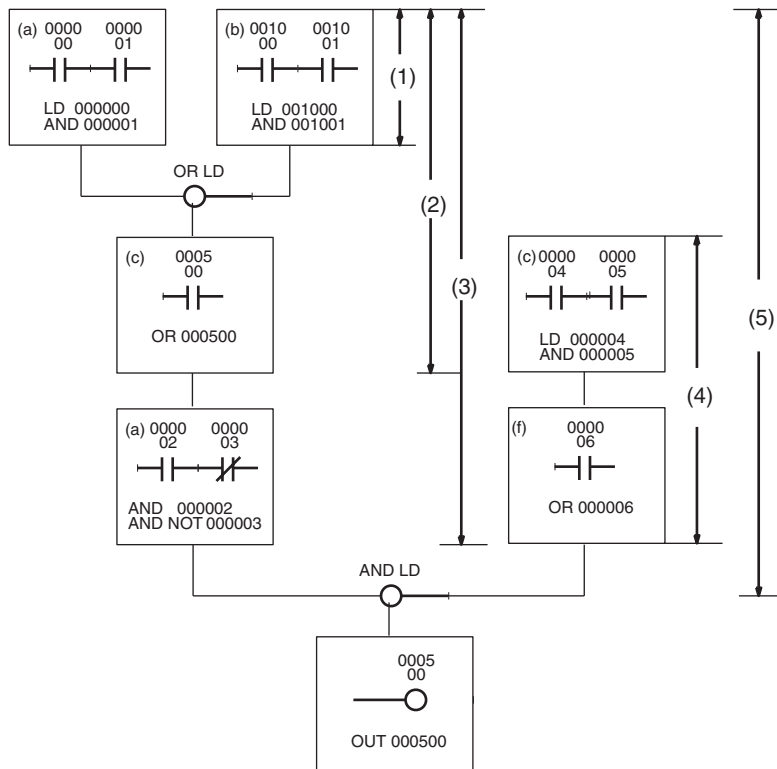 (a) 0000 0000
00 01
LD 000000
AND 000001
(b) 0010 0010
00 01
LD 001000
AND 001001
(1)
OR LD
(2)
(c) 0005
00
OR 000500
(3)
(c) 0000 0000
04 05
LD 000004
AND 000005
(5)
(4)
(a) 0000 0000
02 03
AND 000002
AND NOT 000003
(f) 0000
06
OR 000006
AND LD
0005
00
OUT 000500